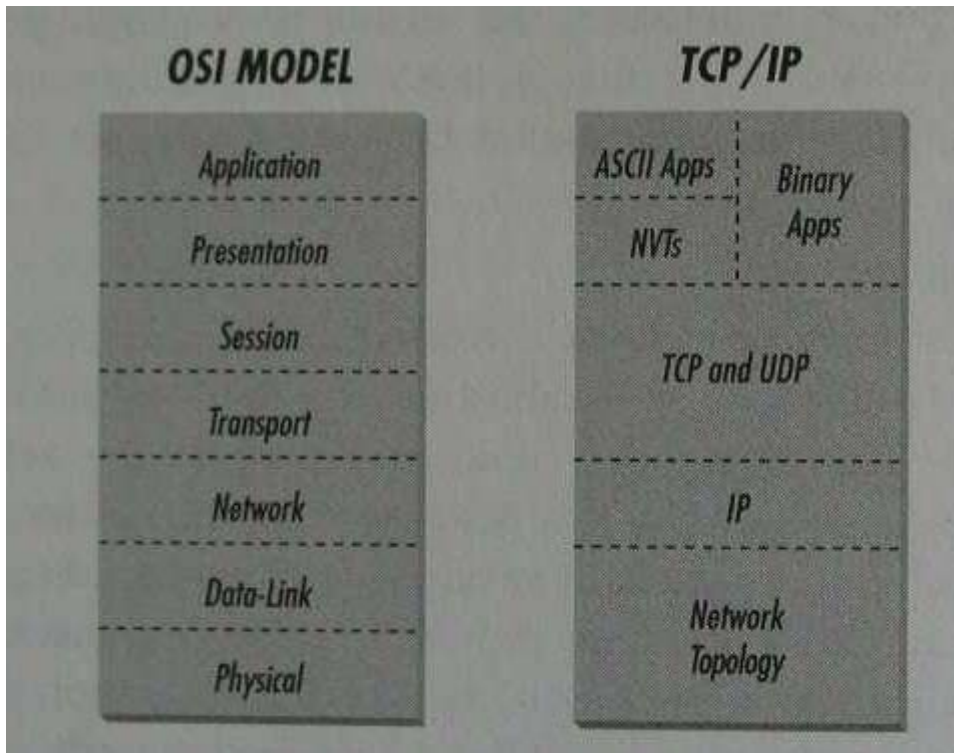 OSI MODEL
Application
Presentation
Session
Transport
Network
Data-Link
Physical
TCP/IP
ASCII Apps
NVTs
Binary
Apps
TCP and UDP
IP
Network
Topology